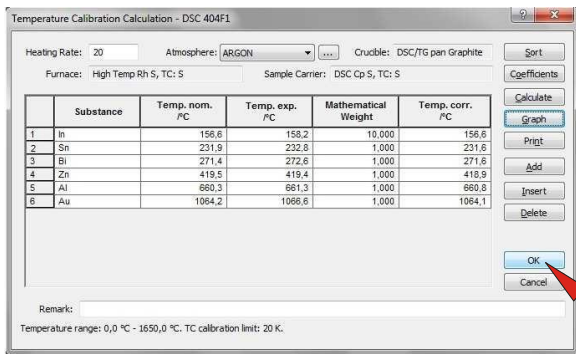 Temperature Calibration Calculation - DSC 404F1
Heating Rate: 20 Atmosphere: ARGON ... Crucible: DSC/TG pan Graphite Sort
Furnace: High Temp Rh S, TC: S Sample Carrier: DSC Cp S, TC: S Coefficients
Calculate
Graph
Print
Add
Insert
Delete
OK
Cancel
Substance Temp. nom. /ºC Temp. exp. /ºC Mathematical Weight Temp. corr. /ºC
1 In 156,6 158,2 10,000 156,6
2 Sn 231,9 232,8 1,000 231,6
3 Bi 271,4 272,6 1,000 271,6
4 Zn 419,5 419,4 1,000 418,9
5 Al 660,3 661,3 1,000 660,8
6 Au 1064,2 1066,6 1,000 1064,1
Remark:
Temperature range: 0,0 ºC - 1650,0 ºC. TC calibration limit: 20 K.